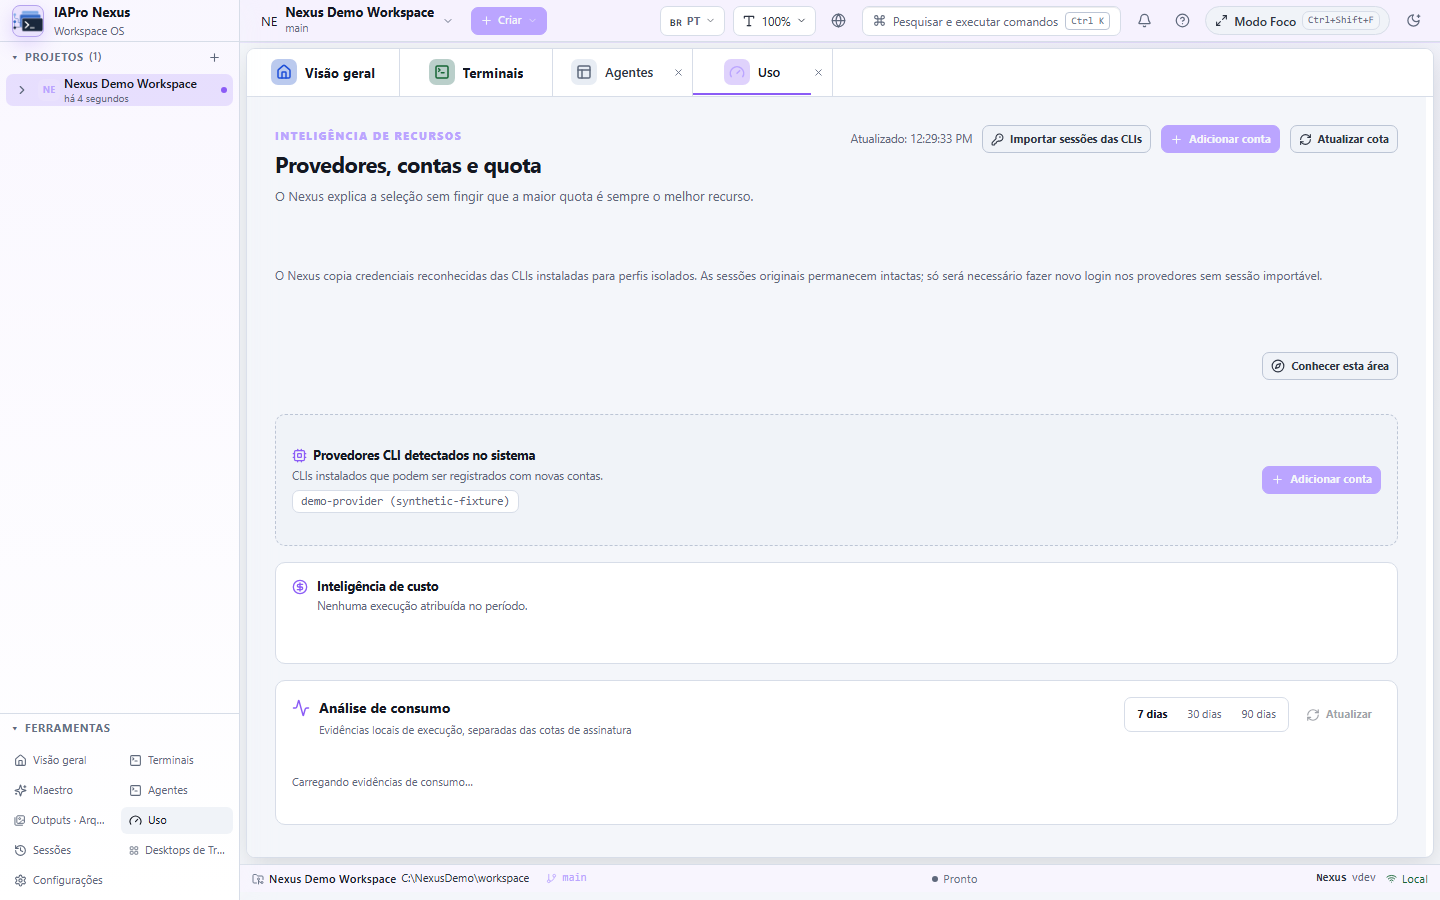 IAPro Nexus
Workspace OS
NE
Nexus Demo Workspace
main
Criar
BR PT
100%
Pesquisar e executar comandos
Ctrl K
Modo Foco
Ctrl+Shift+F
PROJETOS (1)
NE
Nexus Demo Workspace
há 4 segundos
Visão geral
Terminais
Agentes
Uso
INTELIGÊNCIA DE RECURSOS
Atualizado: 12:29:33 PM
Importar sessões das CLIs
Adicionar conta
Atualizar cota
Provedores, contas e quota
O Nexus explica a seleção sem fingir que a maior quota é sempre o melhor recurso.
O Nexus copia credenciais reconhecidas das CLIs instaladas para perfis isolados. As sessões originais permanecem intactas; só será necessário fazer novo login nos provedores sem sessão importável.
Conhecer esta área
Provedores CLI detectados no sistema
CLIs instalados que podem ser registrados com novas contas.
demo-provider (synthetic-fixture)
Adicionar conta
Inteligência de custo
Nenhuma execução atribuída no período.
Análise de consumo
Evidências locais de execução, separadas das cotas de assinatura
7 dias
30 dias
90 dias
Atualizar
Carregando evidências de consumo...
FERRAMENTAS
Visão geral
Terminais
Maestro
Agentes
Outputs · Arq...
Uso
Sessões
Desktops de Tr...
Configurações
Nexus Demo Workspace C:\NexusDemo\workspace
main
Pronto
Nexus vdev
Local